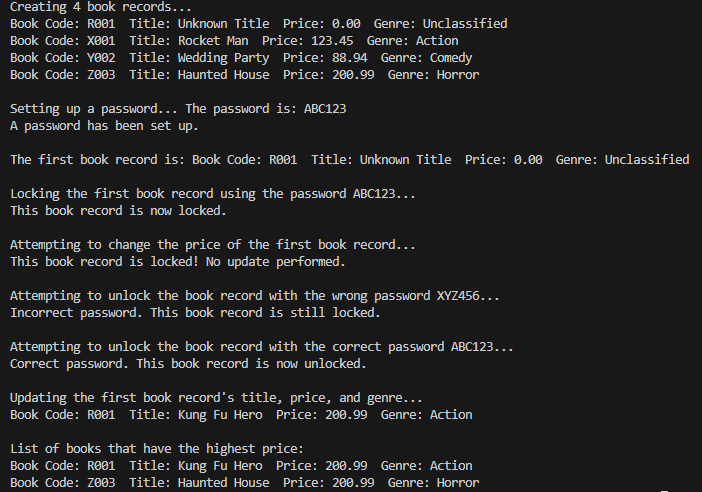 Creating 4 book records...
Book Code: R001  Title: Unknown Title  Price: 0.00  Genre: Unclassified
Book Code: X001  Title: Rocket Man  Price: 123.45  Genre: Action
Book Code: Y002  Title: Wedding Party  Price: 88.94  Genre: Comedy
Book Code: Z003  Title: Haunted House  Price: 200.99  Genre: Horror

Setting up a password... The password is: ABC123
A password has been set up.

The first book record is: Book Code: R001  Title: Unknown Title  Price: 0.00  Genre: Unclassified

Locking the first book record using the password ABC123...
This book record is now locked.

Attempting to change the price of the first book record...
This book record is locked! No update performed.

Attempting to unlock the book record with the wrong password XYZ456...
Incorrect password. This book record is still locked.

Attempting to unlock the book record with the correct password ABC123...
Correct password. This book record is now unlocked.

Updating the first book record's title, price, and genre...
Book Code: R001  Title: Kung Fu Hero  Price: 200.99  Genre: Action

List of books that have the highest price:
Book Code: R001  Title: Kung Fu Hero  Price: 200.99  Genre: Action
Book Code: Z003  Title: Haunted House  Price: 200.99  Genre: Horror